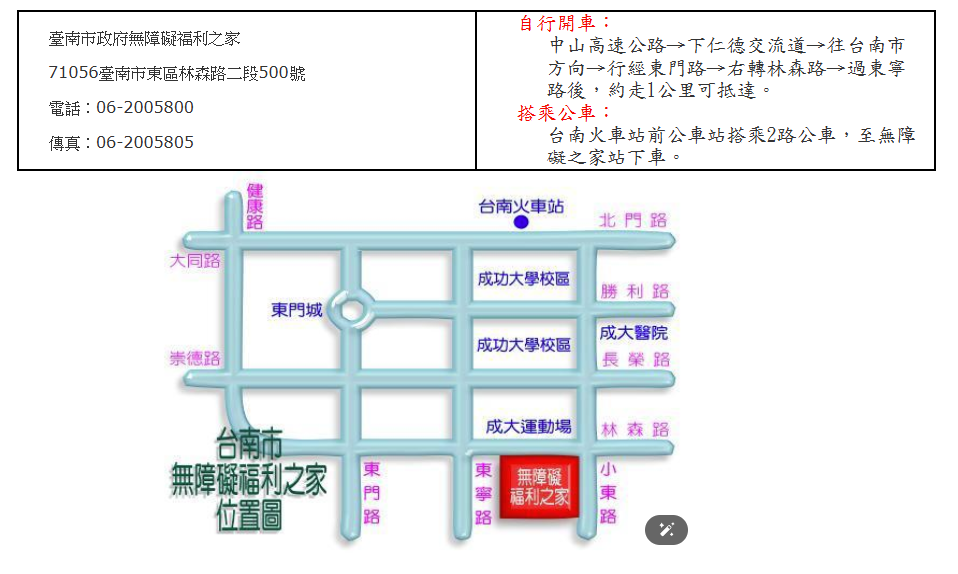 臺南市政府無障礙福利之家
71056臺南市東區林森路二段500號
電話：06-2005800
傳真：06-2005805
自行開車：
中山高速公路→下仁德交流道→往台南市
方向→行經東門路→右轉林森路→過東寧
路後，約走1公里可抵達。
搭乘公車：
台南火車站前公車站搭乘2路公車，至無障
礙之家站下車。
健康路
台南火車站
北門路
大同路
成功大學校區
勝利路
東門城
成大醫院
成功大學校區
崇德路
長榮路
成大運動場
林森路
台南市
無障礙福利之家
位置圖
東門路
東寧路
無障礙
福利之家
小東路